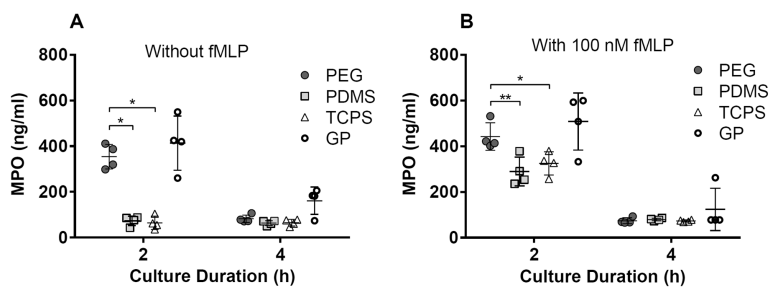 A
Without fMLP
800
600
400
200
0
MPO (ng/ml)
*
*
PEG
PDMS
TCPS
GP
2
4
Culture Duration (h)
B
With 100 nM fMLP
800
600
400
200
0
MPO (ng/ml)
*
**
PEG
PDMS
TCPS
GP
2
4
Culture Duration (h)